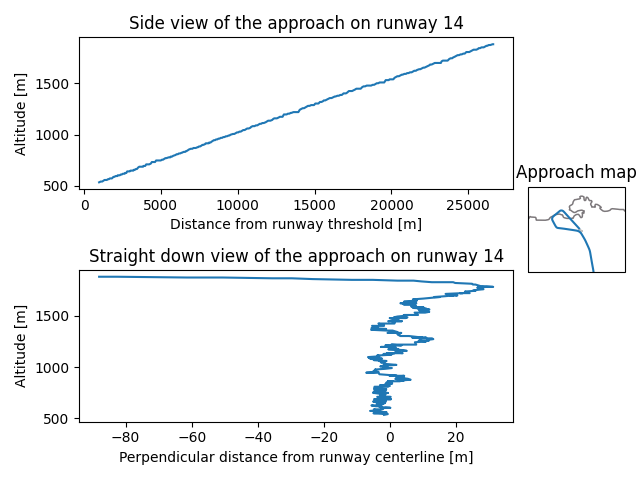 Side view of the approach on runway 14
Altitude [m]
1500
1000
500
0
5000
10000
15000
20000
25000
Distance from runway threshold [m]
Approach map
Straight down view of the approach on runway 14
Altitude [m]
1500
1000
500
−80
−60
−40
−20
0
20
Perpendicular distance from runway centerline [m]